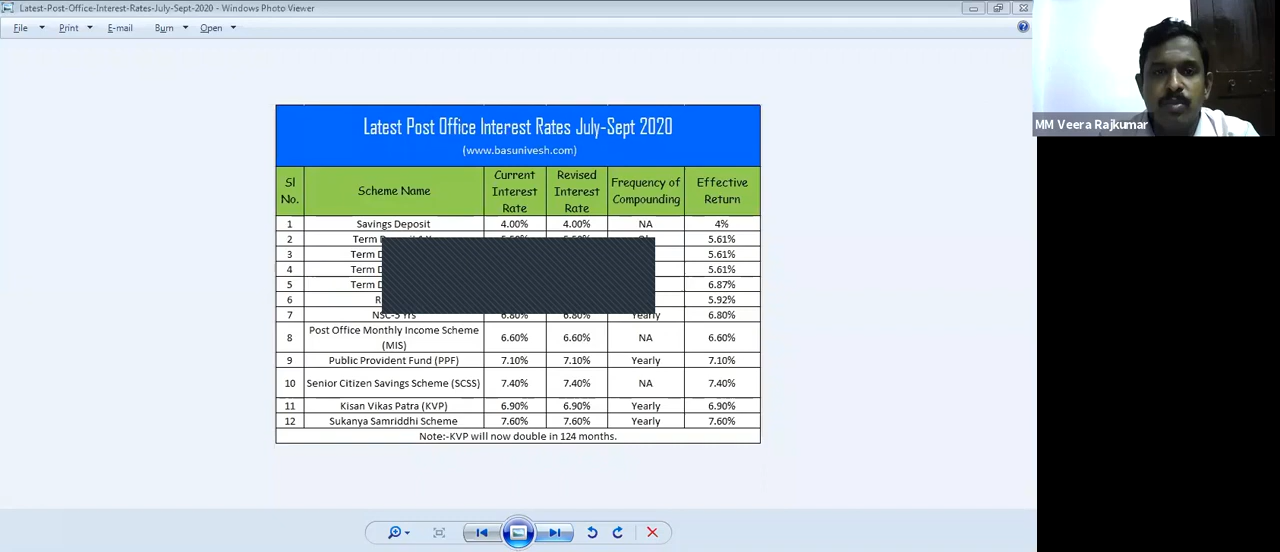 Latest-Post-Office-Interest-Rates-July-Sept-2020 - Windows Photo Viewer
File Print E-mail Burn Open
MM Veera Rajkumar
Latest Post Office Interest Rates July-Sept 2020
(www.basunivesh.com)
Sl No. Scheme Name Current Interest Rate Revised Interest Rate Frequency of Compounding Effective Return
1 Savings Deposit 4.00% 4.00% NA 4%
2 Term 5.61%
3 Term 5.61%
4 Term 5.61%
5 Term 6.87%
6 5.92%
7 NSC-5 Yrs 6.80% 6.80% Yearly 6.80%
8 Post Office Monthly Income Scheme (MIS) 6.60% 6.60% NA 6.60%
9 Public Provident Fund (PPF) 7.10% 7.10% Yearly 7.10%
10 Senior Citizen Savings Scheme (SCSS) 7.40% 7.40% NA 7.40%
11 Kisan Vikas Patra (KVP) 6.90% 6.90% Yearly 6.90%
12 Sukanya Samriddhi Scheme 7.60% 7.60% Yearly 7.60%
Note:-KVP will now double in 124 months.